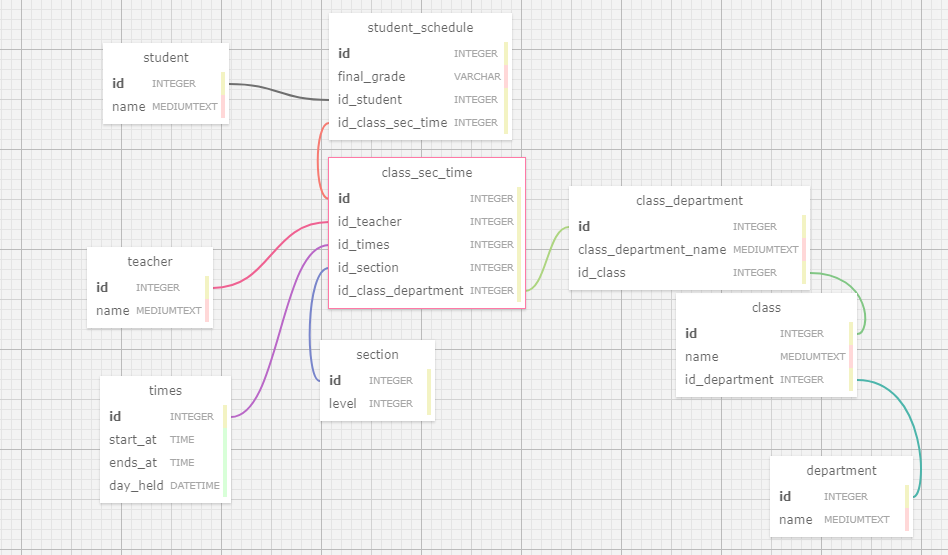 student_schedule
id INTEGER
final_grade VARCHAR
id_student INTEGER
id_class_sec_time INTEGER
student
id INTEGER
name MEDIUMTEXT
class_sec_time
id INTEGER
id_teacher INTEGER
id_times INTEGER
id_section INTEGER
id_class_department INTEGER
class_department
id INTEGER
class_department_name MEDIUMTEXT
id_class INTEGER
teacher
id INTEGER
name MEDIUMTEXT
class
id INTEGER
name MEDIUMTEXT
id_department INTEGER
section
id INTEGER
level INTEGER
times
id INTEGER
start_at TIME
ends_at TIME
day_held DATETIME
department
id INTEGER
name MEDIUMTEXT